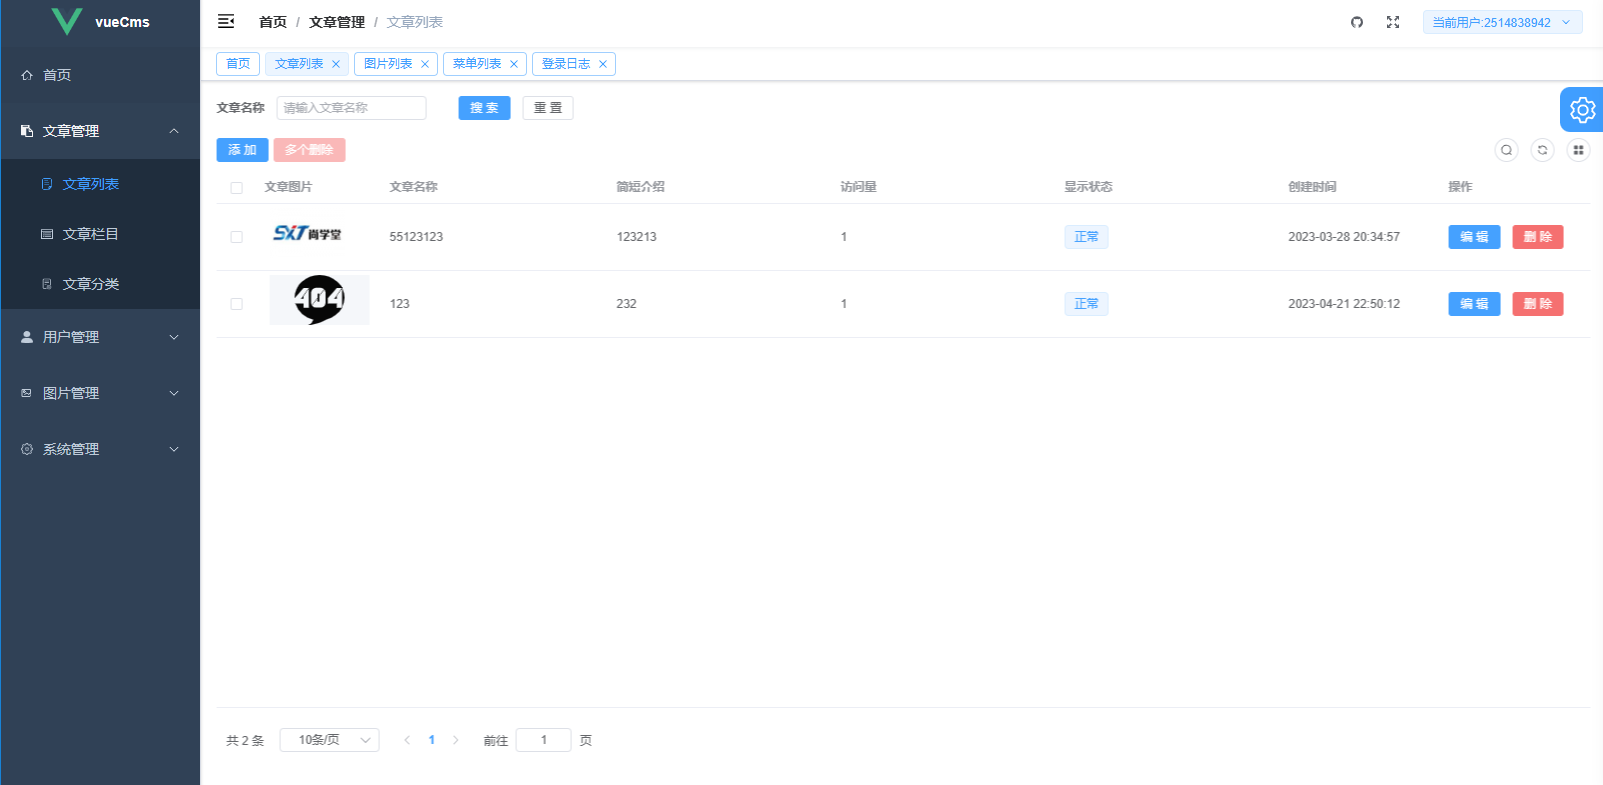 vueCms
首页 / 文章管理 / 文章列表
当前用户:2514838942
首页
文章管理
文章列表
文章栏目
文章分类
用户管理
图片管理
系统管理
首页 文章列表 图片列表 菜单列表 登录日志
文章名称 请输入文章名称 搜 索 重 置
添 加 多个删除
文章图片 文章名称 简短介绍 访问量 显示状态 创建时间 操作
SXT尚学堂 55123123 123213 1 正常 2023-03-28 20:34:57 编 辑 删 除
404 123 232 1 正常 2023-04-21 22:50:12 编 辑 删 除
共 2 条 10条/页 1 前往 1 页